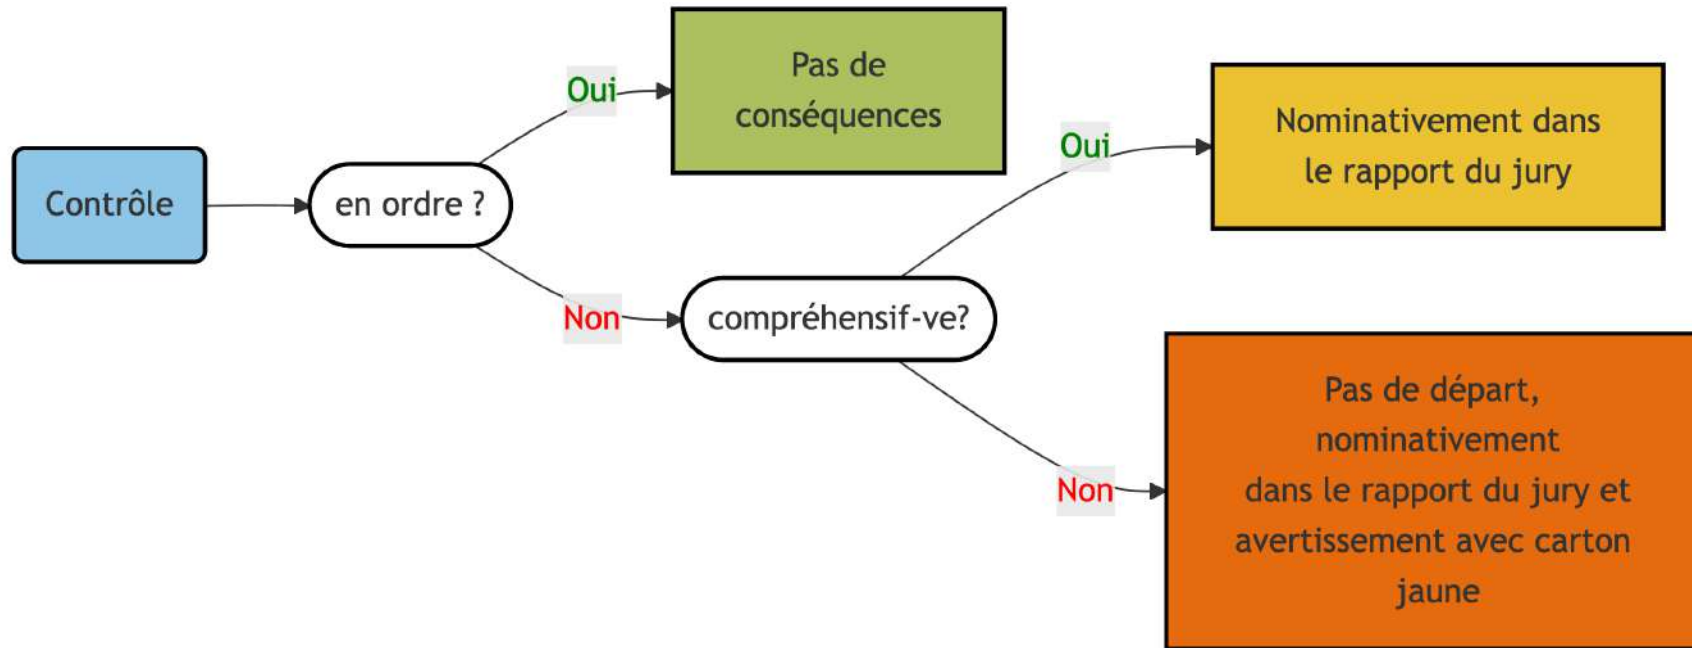 Contrôle
en ordre ?
Oui
Pas de
conséquences
Non
compréhensif-ve?
Oui
Nominativement dans
le rapport du jury
Non
Pas de départ,
nominativement
dans le rapport du jury et
avertissement avec carton
jaune